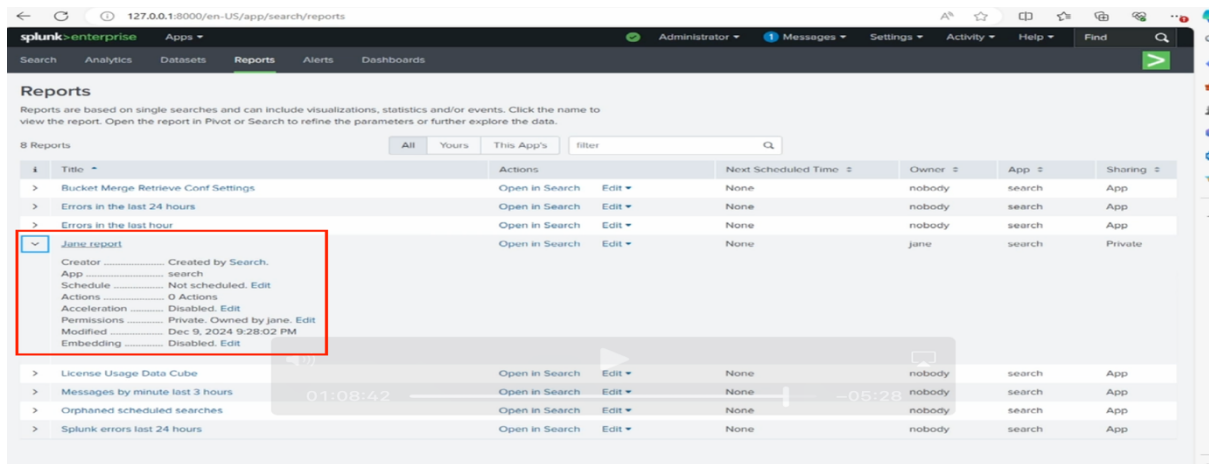 127.0.0.1:8000/en-US/app/search/reports
splunk>enterprise Apps Administrator 1 Messages Settings Activity Help Find
Search Analytics Datasets Reports Alerts Dashboards
Reports
Reports are based on single searches and can include visualizations, statistics and/or events. Click the name to
view the report. Open the report in Pivot or Search to refine the parameters or further explore the data.
8 Reports All Yours This App's filter
i Title Actions Next Scheduled Time Owner App Sharing
Bucket Merge Retrieve Conf Settings Open in Search Edit None nobody search App
Errors in the last 24 hours Open in Search Edit None nobody search App
Errors in the last hour Open in Search Edit None nobody search App
Jane report Open in Search Edit None jane search Private
Creator .................... Created by Search.
App .......................... search
Schedule ................. Not scheduled. Edit
Actions .................... 0 Actions
Acceleration ........... Disabled. Edit
Permissions ............ Private. Owned by jane. Edit
Modified .................. Dec 9, 2024 9:28:02 PM
Embedding ............. Disabled. Edit
License Usage Data Cube Open in Search Edit None nobody search App
Messages by minute last 3 hours Open in Search Edit None nobody search App
01:08:42 -05:28
Orphaned scheduled searches Open in Search Edit None nobody search App
Splunk errors last 24 hours Open in Search Edit None nobody search App